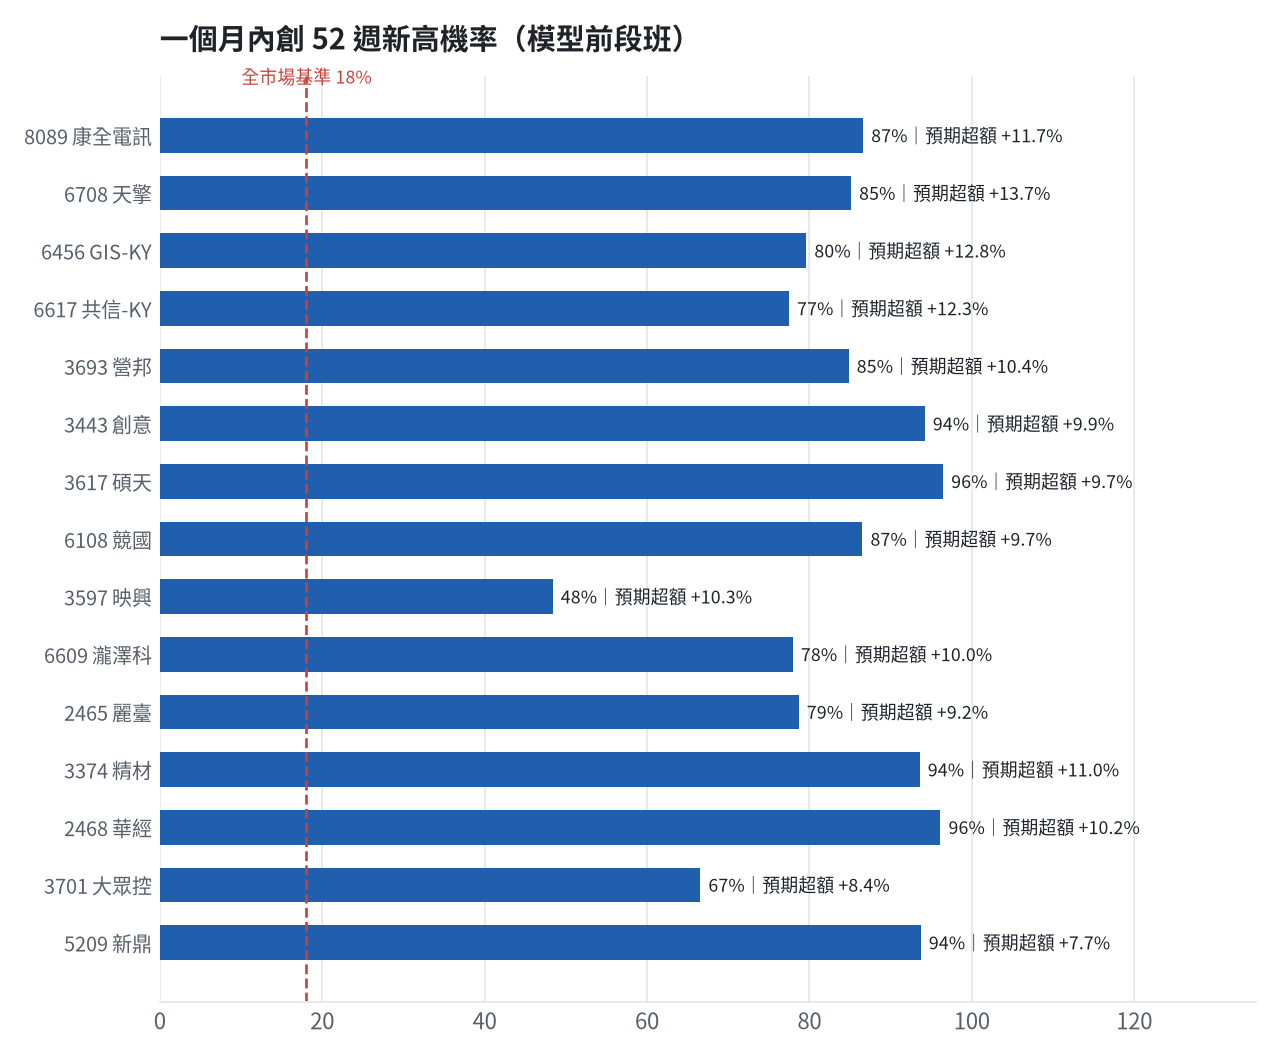 一個月內創 52 週新高機率（模型前段班）
全市場基準 18%
8089 康全電訊 87%｜預期超額 +11.7%
6708 天擎 85%｜預期超額 +13.7%
6456 GIS-KY 80%｜預期超額 +12.8%
6617 共信-KY 77%｜預期超額 +12.3%
3693 營邦 85%｜預期超額 +10.4%
3443 創意 94%｜預期超額 +9.9%
3617 碩天 96%｜預期超額 +9.7%
6108 競國 87%｜預期超額 +9.7%
3597 映興 48%｜預期超額 +10.3%
6609 瀧澤科 78%｜預期超額 +10.0%
2465 麗臺 79%｜預期超額 +9.2%
3374 精材 94%｜預期超額 +11.0%
2468 華經 96%｜預期超額 +10.2%
3701 大眾控 67%｜預期超額 +8.4%
5209 新鼎 94%｜預期超額 +7.7%
0 20 40 60 80 100 120